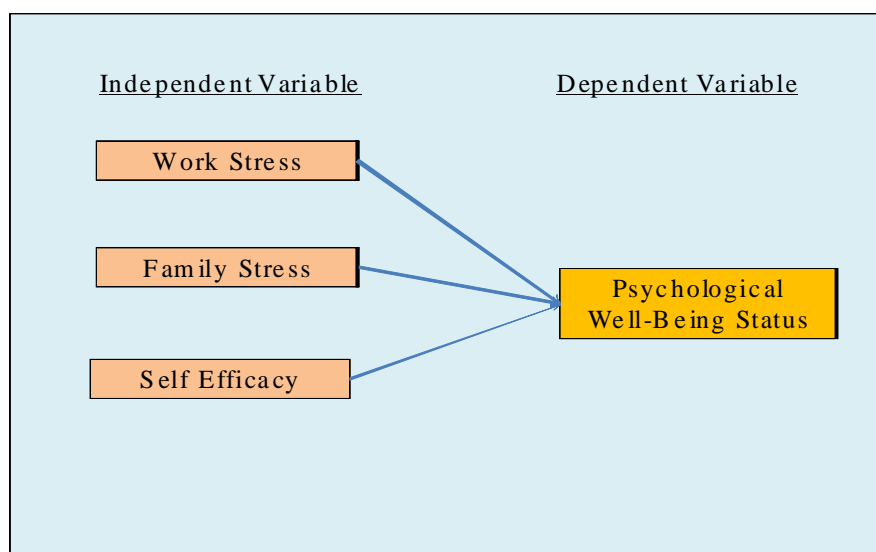 Independent Variable
Dependent Variable
Work Stress
Family Stress
Psychological
Well-Being Status
Self Efficacy